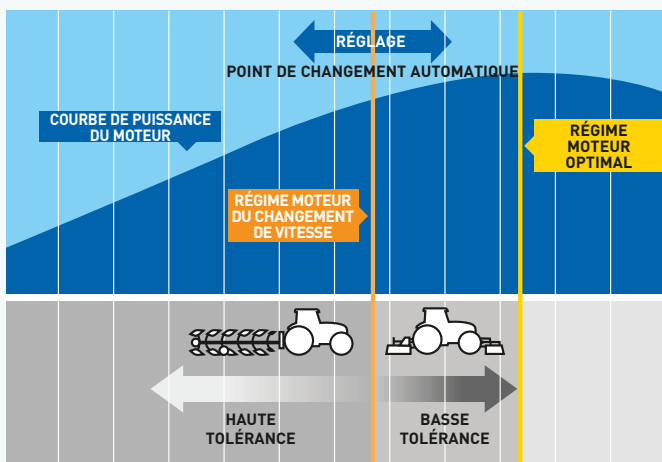 RÉGLAGE
POINT DE CHANGEMENT AUTOMATIQUE
COURBE DE PUISSANCE
DU MOTEUR
RÉGIME
MOTEUR
OPTIMAL
RÉGIME MOTEUR
DU CHANGEMENT
DE VITESSE
HAUTE
TOLÉRANCE
BASSE
TOLÉRANCE